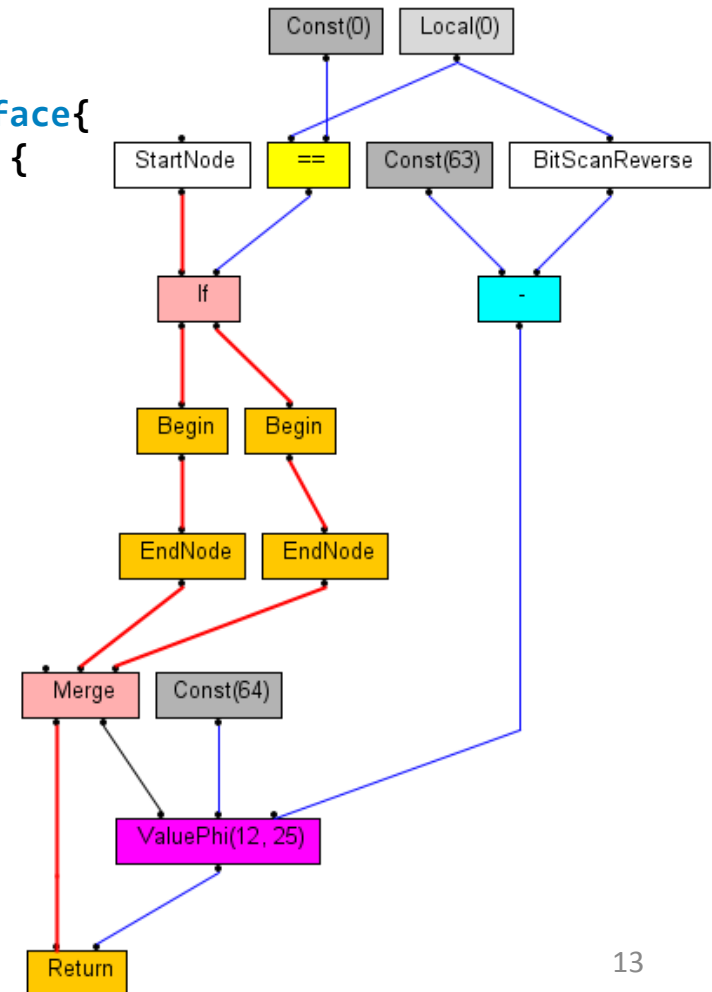 Const(0) Local(0)
face{
{
StartNode == Const(63) BitScanReverse
If -
Begin Begin
EndNode EndNode
Merge Const(64)
ValuePhi(12, 25)
Return
13